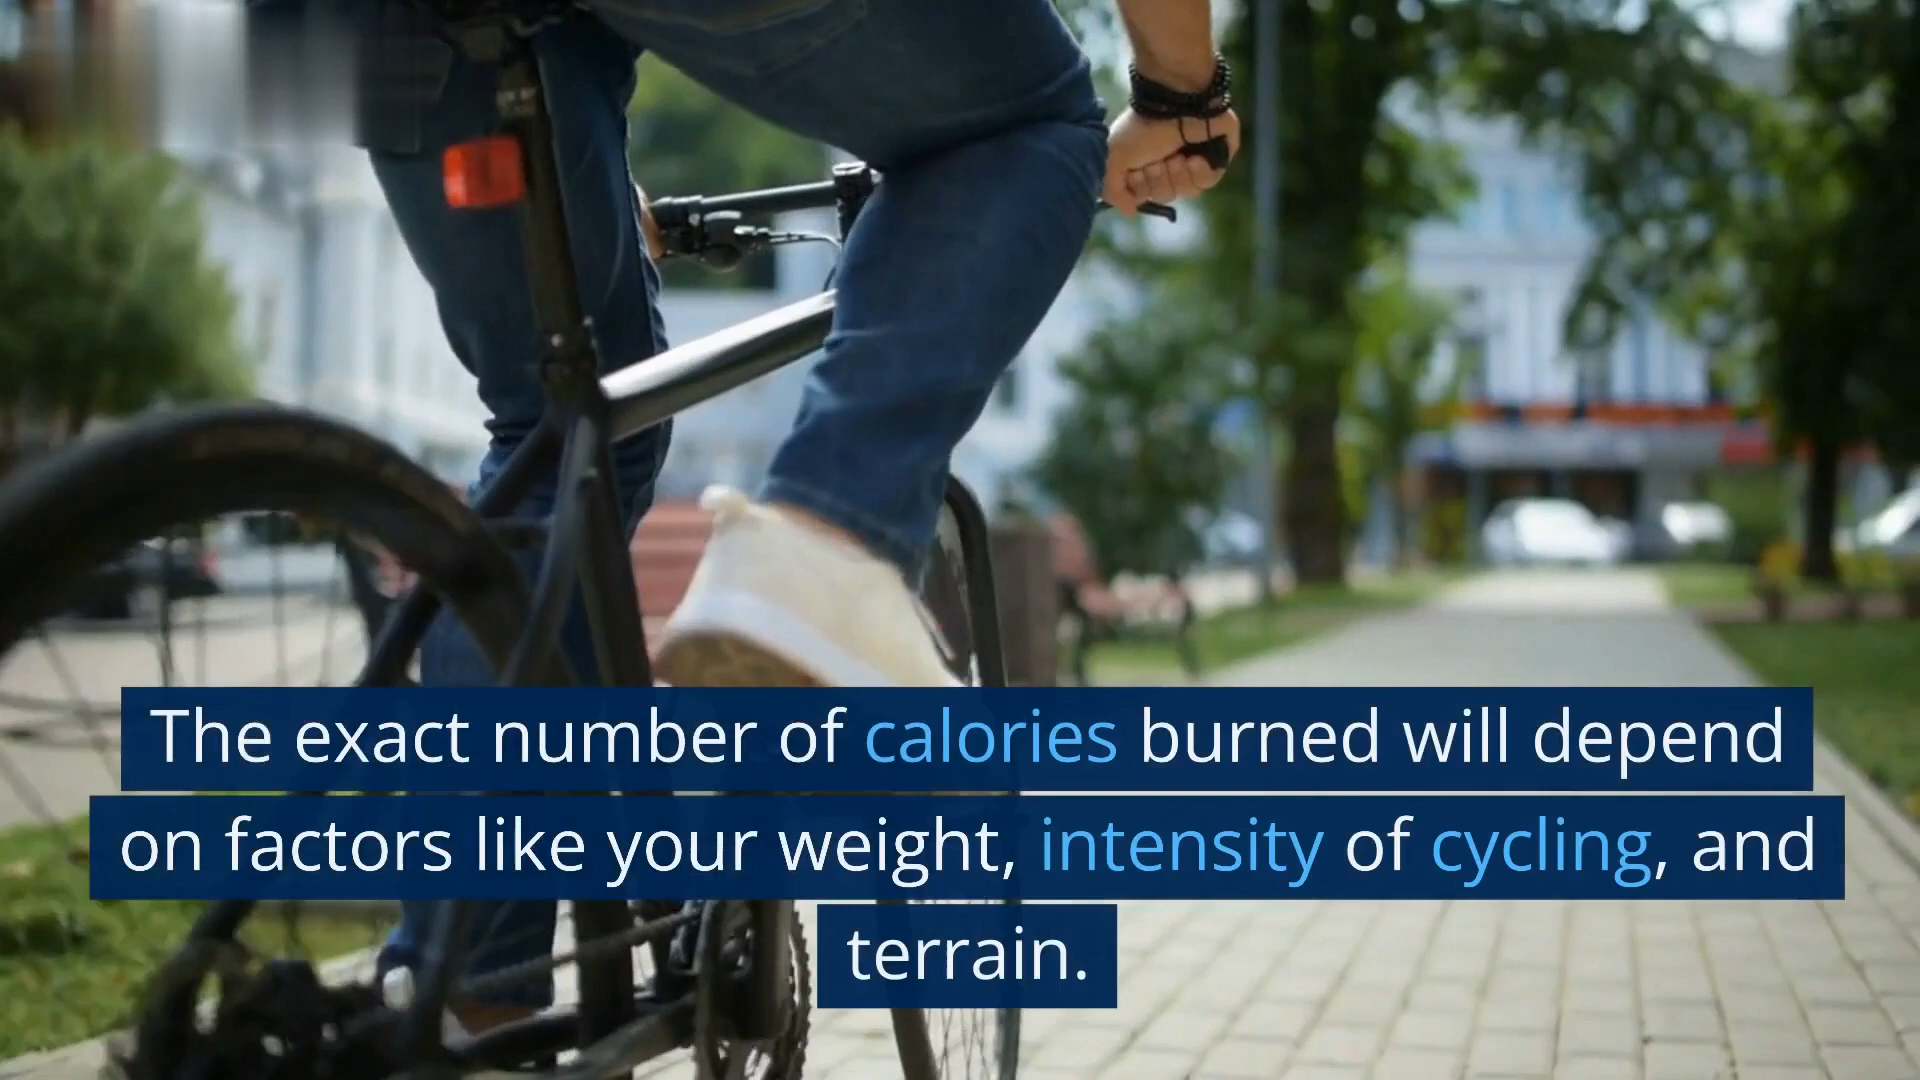 The exact number of calories burned will depend
on factors like your weight, intensity of cycling, and
terrain.